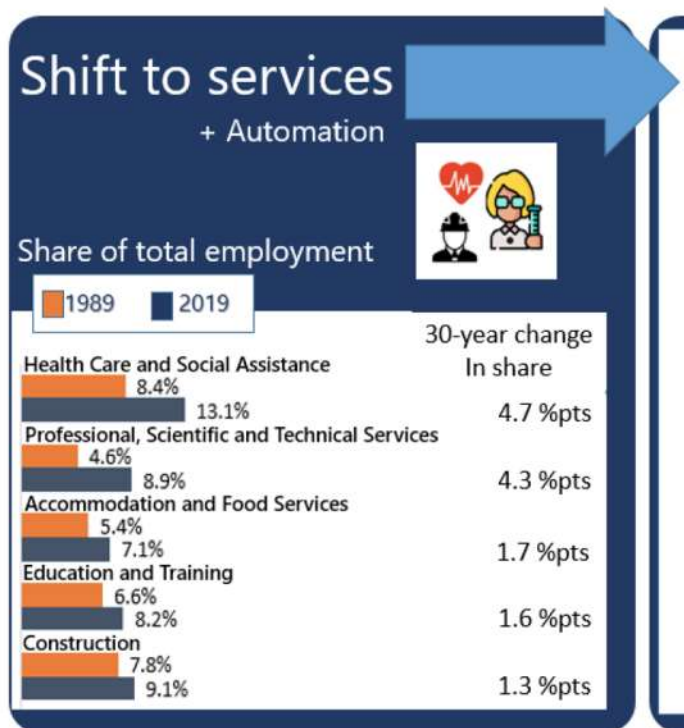 Shift to services
+ Automation
Share of total employment
1989 2019
30-year change
In share
Health Care and Social Assistance
8.4%
13.1%
4.7 %pts
Professional, Scientific and Technical Services
4.6%
8.9%
4.3 %pts
Accommodation and Food Services
5.4%
7.1%
1.7 %pts
Education and Training
6.6%
8.2%
1.6 %pts
Construction
7.8%
9.1%
1.3 %pts